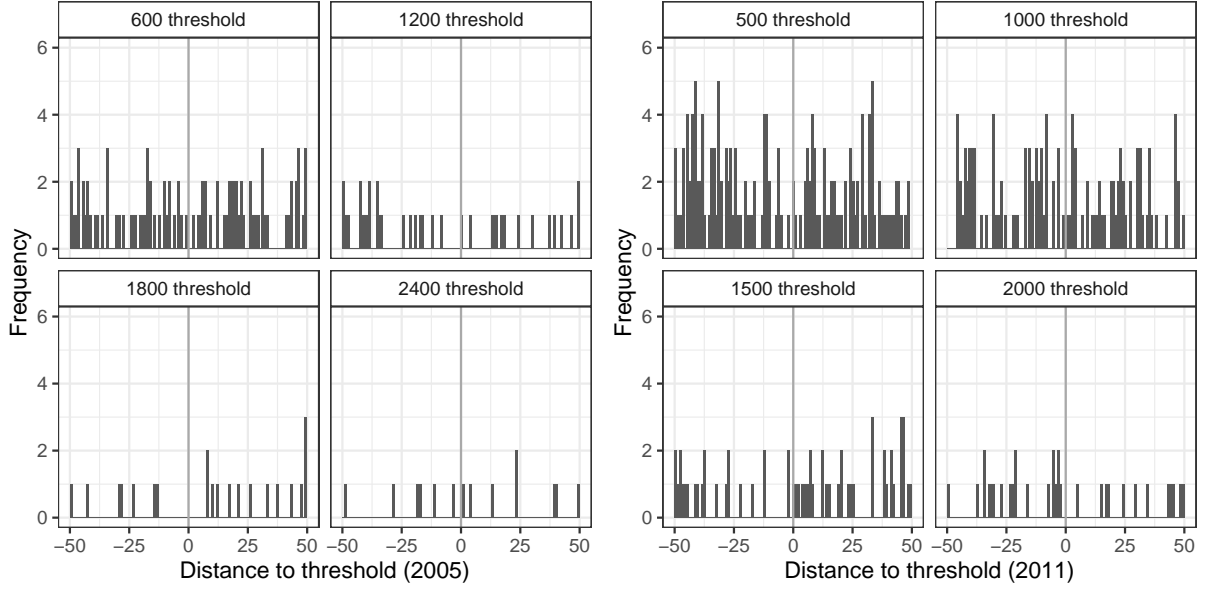 600 threshold
1200 threshold
500 threshold
1000 threshold
6
4
2
0
6
4
2
0
1800 threshold
2400 threshold
1500 threshold
2000 threshold
6
4
2
0
6
4
2
0
Frequency
Frequency
−50 −25 0 25 50 −50 −25 0 25 50
−50 −25 0 25 50 −50 −25 0 25 50
Distance to threshold (2005)
Distance to threshold (2011)